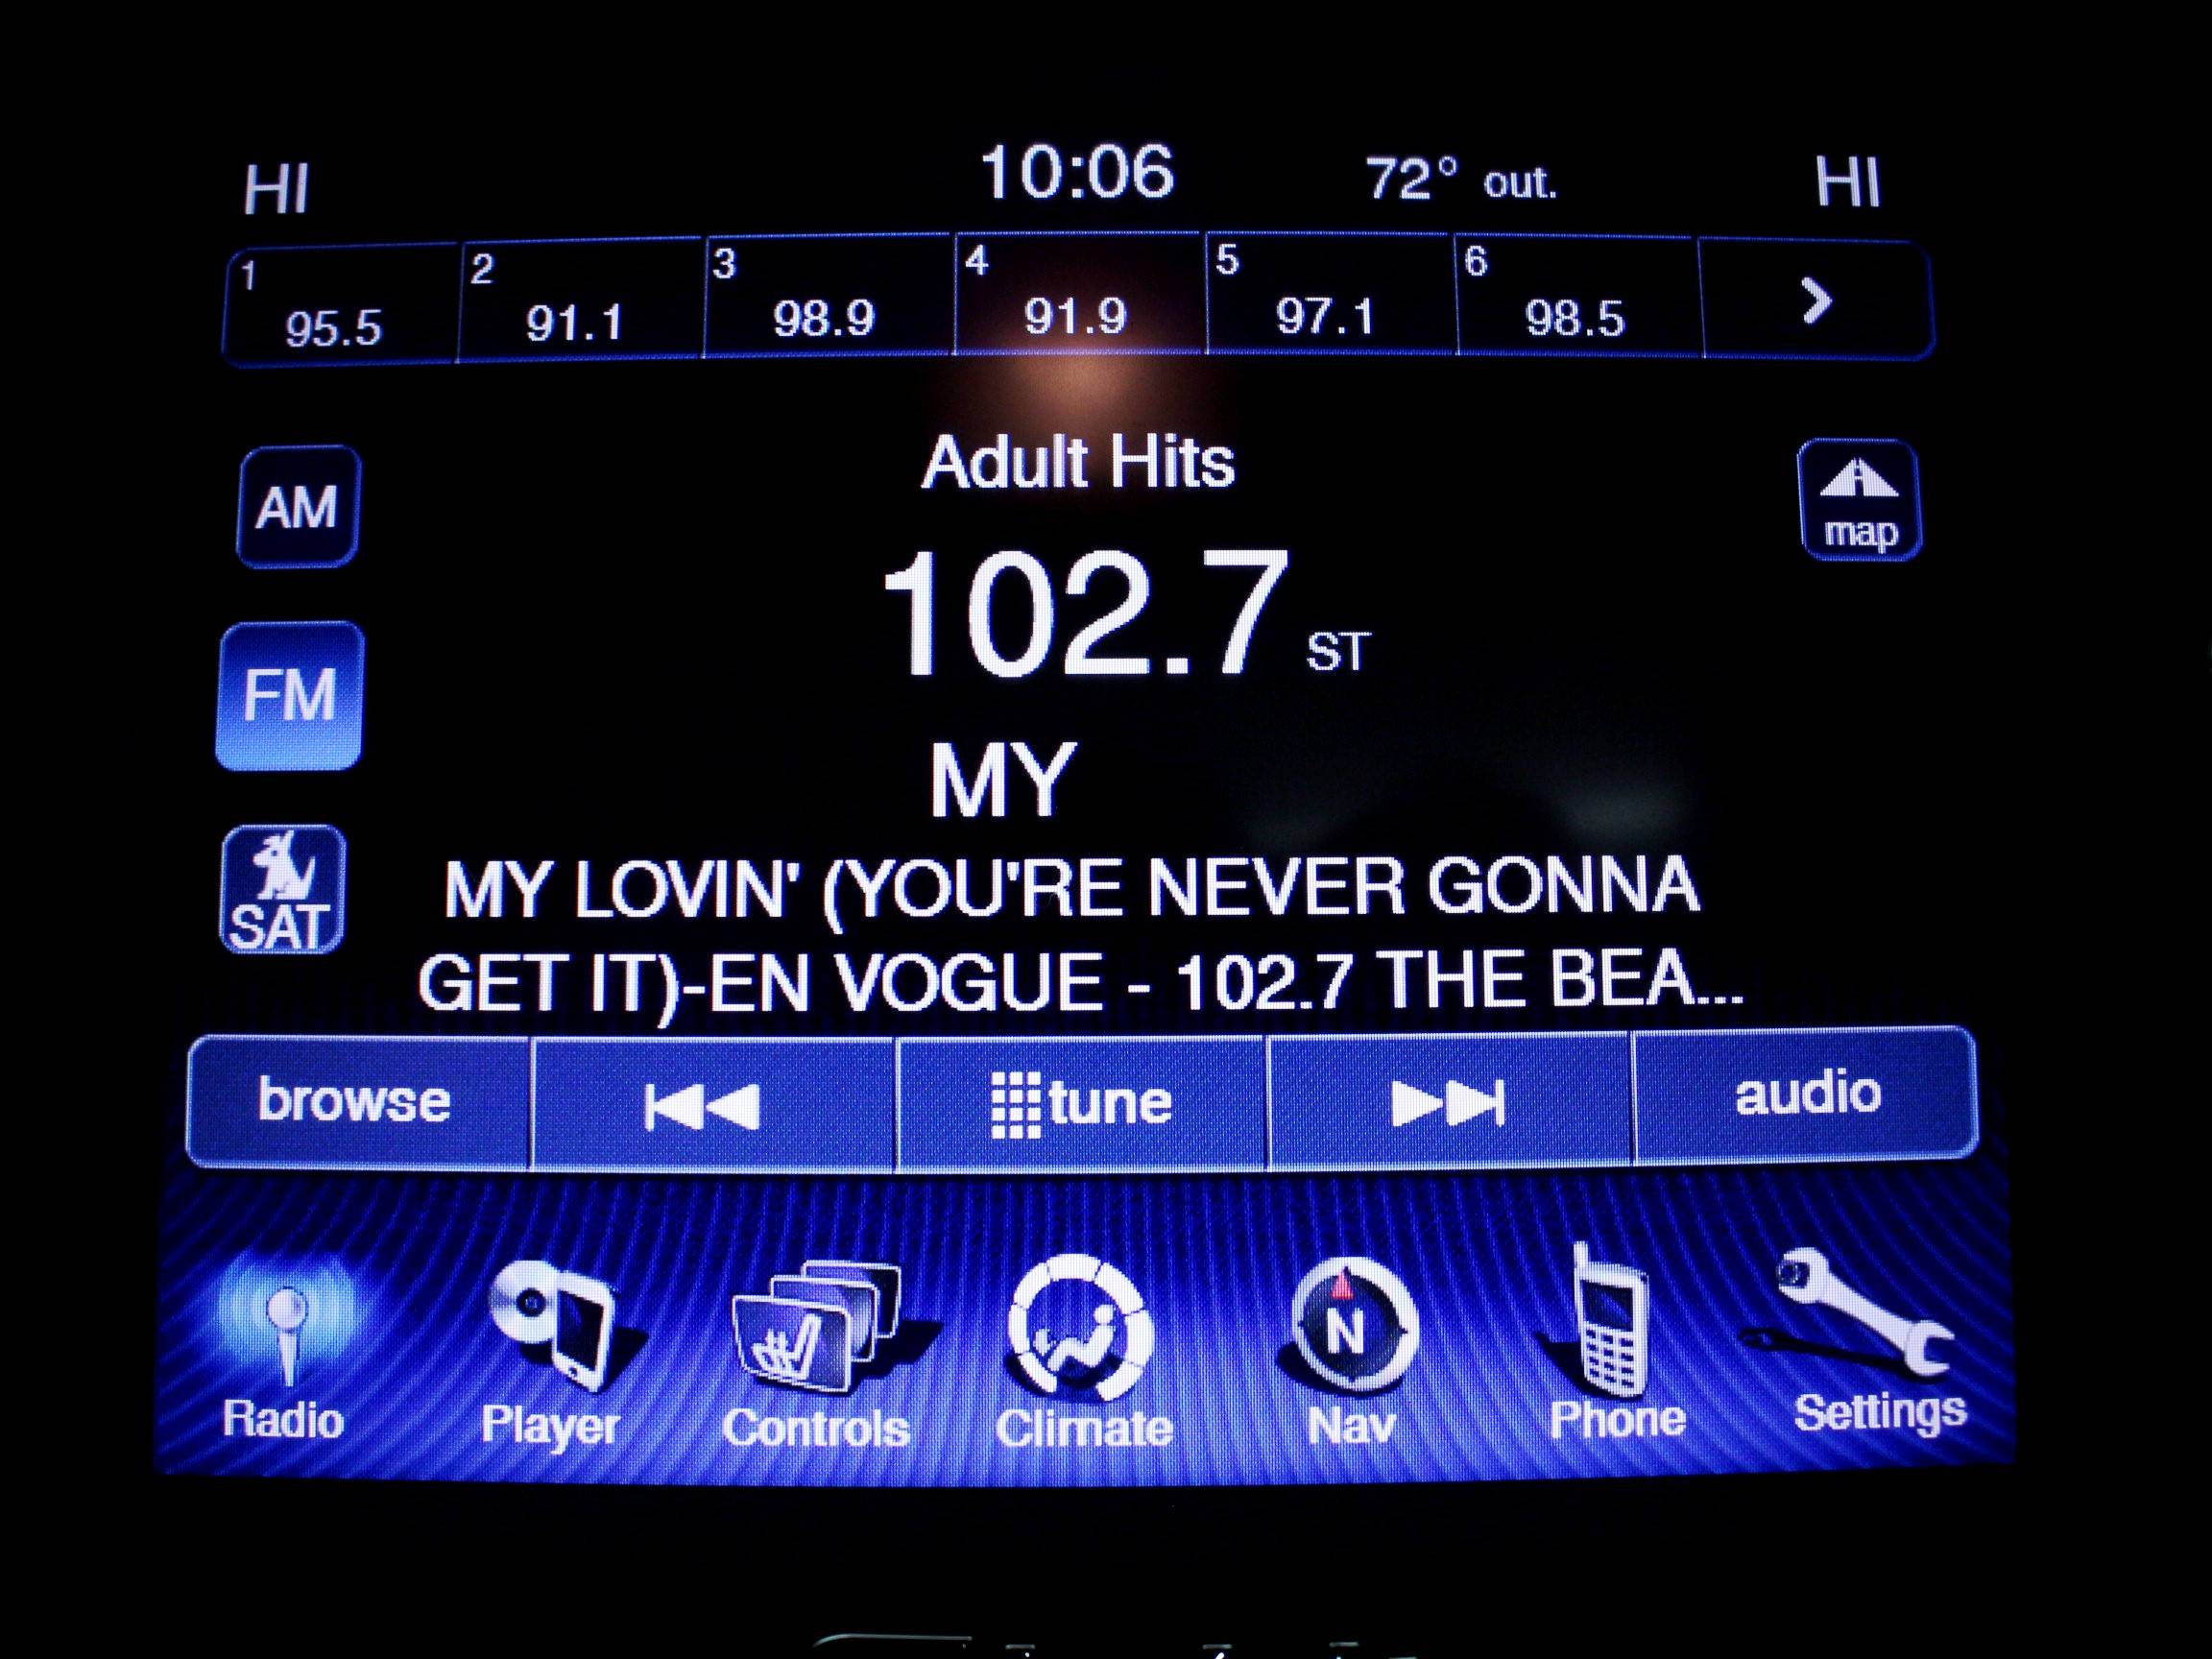 HI 10:06 72° out. HI
1 2 3 4 5 6
95.5 91.1 98.9 91.9 97.1 98.5
Adult Hits
AM
map
102.7 ST
FM
MY
SAT
MY LOVIN' (YOU'RE NEVER GONNA
GET IT)-EN VOGUE - 102.7 THE BEA...
browse tune audio
N
Radio Player Controls Climate Nav Phone Settings